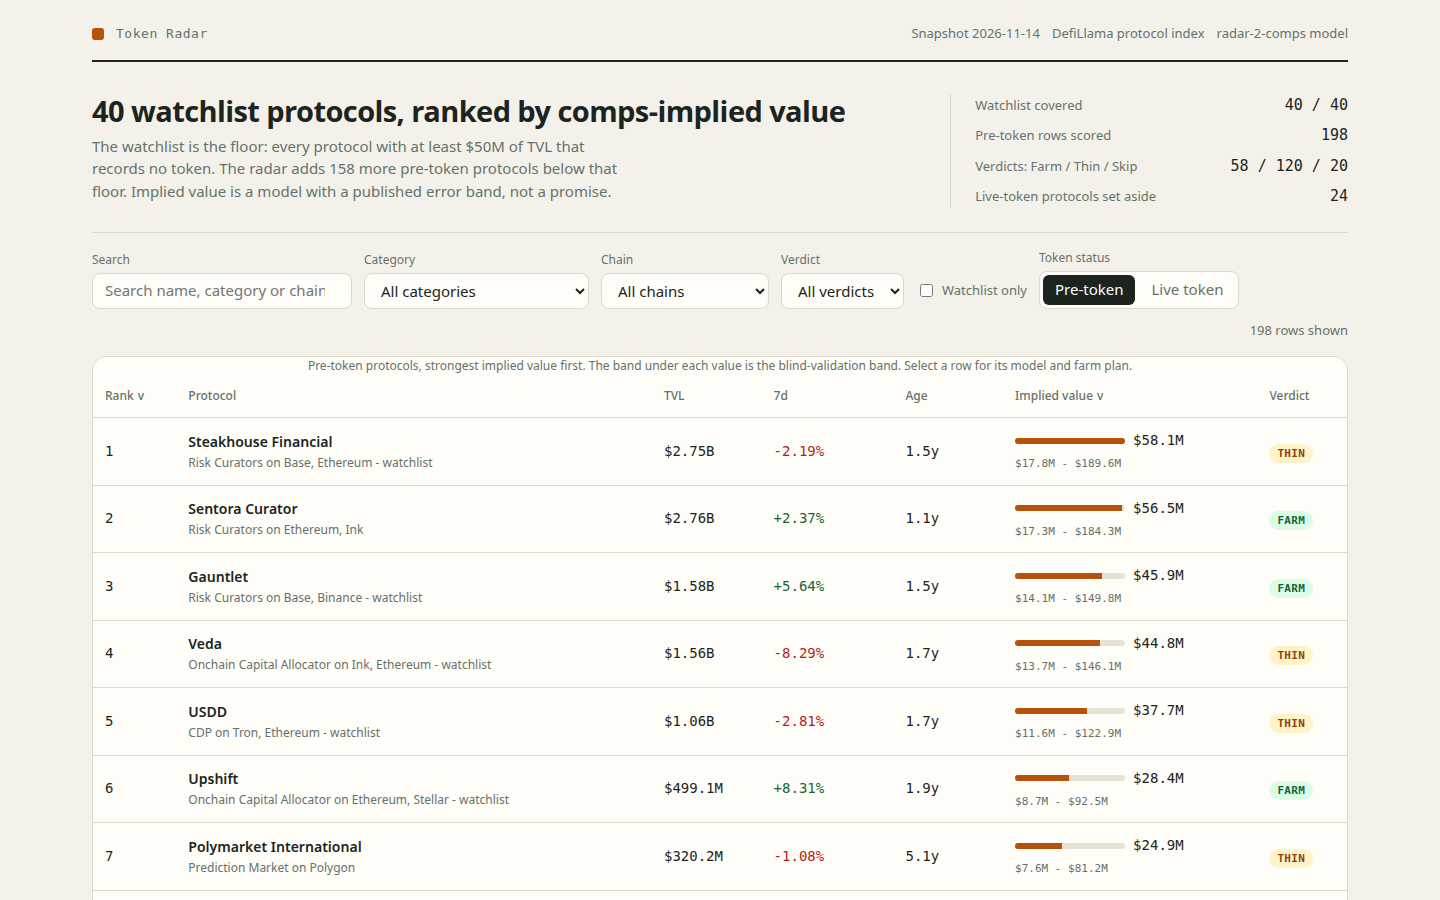 Token Radar
Snapshot 2026-11-14 DefiLlama protocol index radar-2-comps model
40 watchlist protocols, ranked by comps-implied value
The watchlist is the floor: every protocol with at least $50M of TVL that
records no token. The radar adds 158 more pre-token protocols below that
floor. Implied value is a model with a published error band, not a promise.
Watchlist covered 40 / 40
Pre-token rows scored 198
Verdicts: Farm / Thin / Skip 58 / 120 / 20
Live-token protocols set aside 24
Search Category Chain Verdict Token status
Search name, category or chain All categories All chains All verdicts Watchlist only Pre-token Live token
198 rows shown
Pre-token protocols, strongest implied value first. The band under each value is the blind-validation band. Select a row for its model and farm plan.
Rank v Protocol TVL 7d Age Implied value v Verdict
1 Steakhouse Financial $2.75B -2.19% 1.5y $58.1M THIN
Risk Curators on Base, Ethereum - watchlist $17.8M - $189.6M
2 Sentora Curator $2.76B +2.37% 1.1y $56.5M FARM
Risk Curators on Ethereum, Ink $17.3M - $184.3M
3 Gauntlet $1.58B +5.64% 1.5y $45.9M FARM
Risk Curators on Base, Binance - watchlist $14.1M - $149.8M
4 Veda $1.56B -8.29% 1.7y $44.8M THIN
Onchain Capital Allocator on Ink, Ethereum - watchlist $13.7M - $146.1M
5 USDD $1.06B -2.81% 1.7y $37.7M THIN
CDP on Tron, Ethereum - watchlist $11.6M - $122.9M
6 Upshift $499.1M +8.31% 1.9y $28.4M FARM
Onchain Capital Allocator on Ethereum, Stellar - watchlist $8.7M - $92.5M
7 Polymarket International $320.2M -1.08% 5.1y $24.9M THIN
Prediction Market on Polygon $7.6M - $81.2M